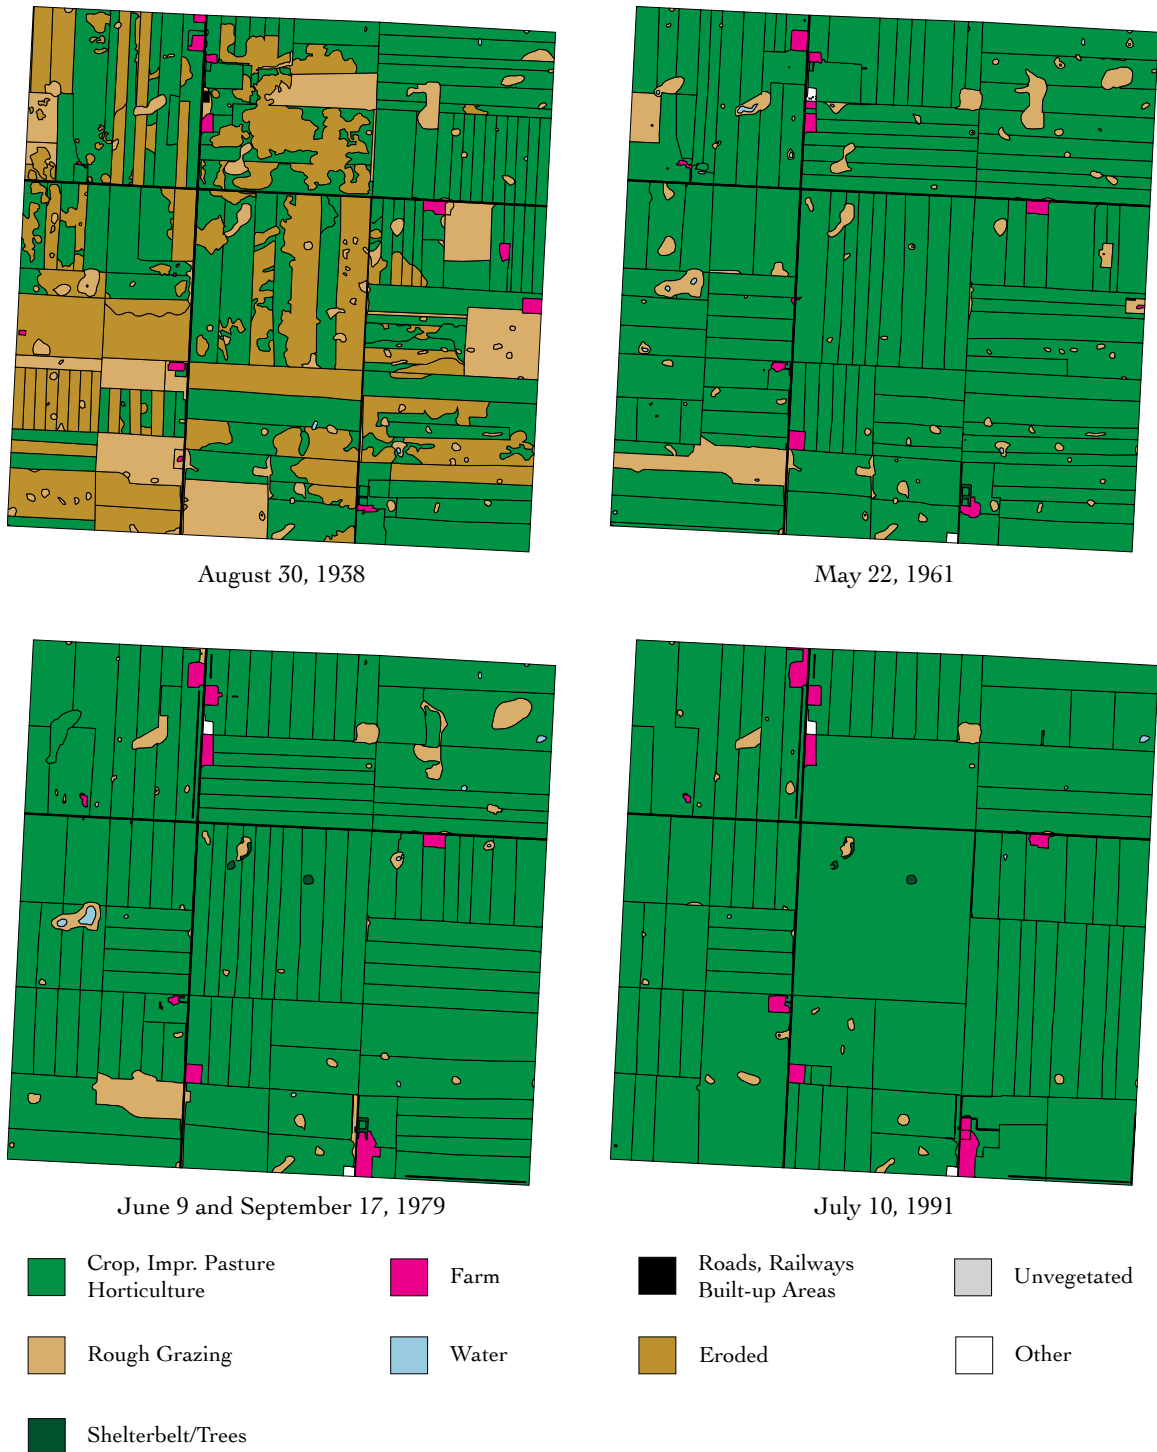 August 30, 1938
May 22, 1961
June 9 and September 17, 1979
July 10, 1991
Crop, Impr. Pasture
Horticulture
Farm
Roads, Railways
Built-up Areas
Unvegetated
Rough Grazing
Water
Eroded
Other
Shelterbelt/Trees